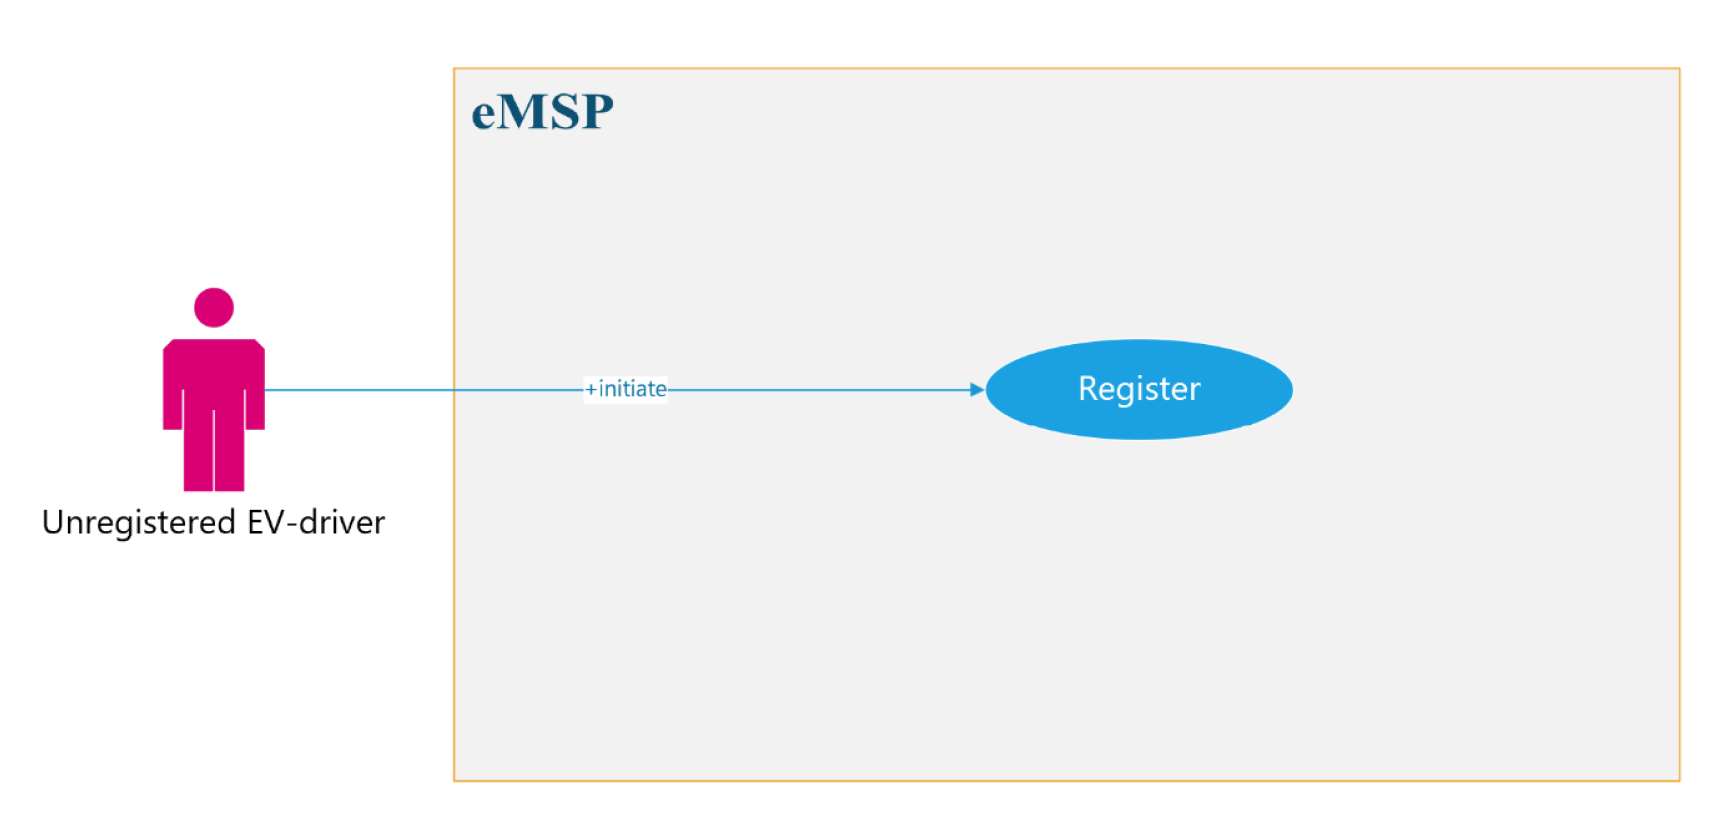 eMSP
+initiate
Register
Unregistered EV-driver